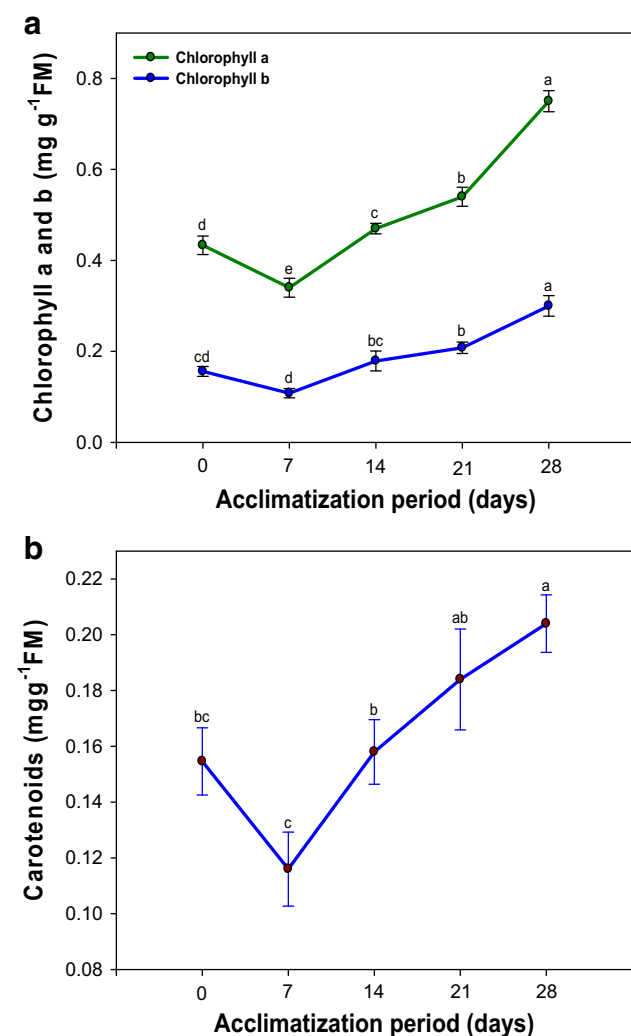 a
Chlorophyll a and b (mg g⁻¹FM)
Chlorophyll a
Chlorophyll b
0.8
0.6
0.4
0.2
0.0
d
e
c
b
a
cd
d
bc
b
a
0 7 14 21 28
Acclimatization period (days)
b
Carotenoids (mgg⁻¹FM)
0.22
0.20
0.18
0.16
0.14
0.12
0.10
0.08
bc
c
b
ab
a
0 7 14 21 28
Acclimatization period (days)